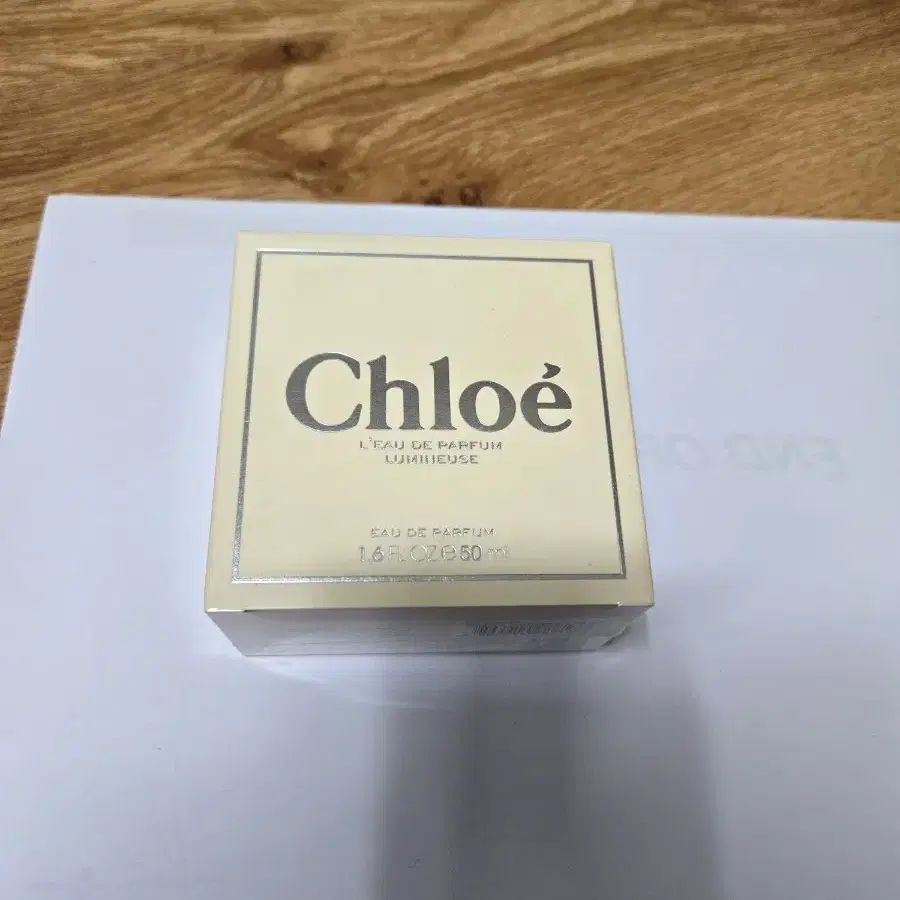 Chloé
L'EAU DE PARFUM
LUMINEUSE
EAU DE PARFUM
1.6 FL.OZ ℮ 50 ml